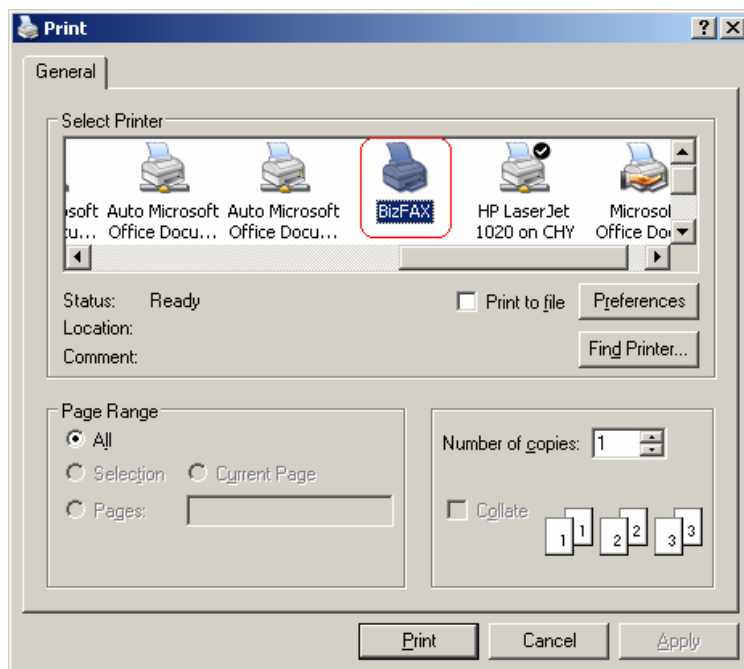 Print
General
Select Printer
osoft Auto Microsoft Auto Microsoft BizFAX HP LaserJet Microsof
cu... Office Docu... Office Docu... 1020 on CHY Office Do
Status: Ready
Print to file
Preferences
Location:
Comment:
Find Printer...
Page Range
All
Selection
Current Page
Pages:
Number of copies: 1
Collate
1 1 2 2 3 3
Print Cancel Apply